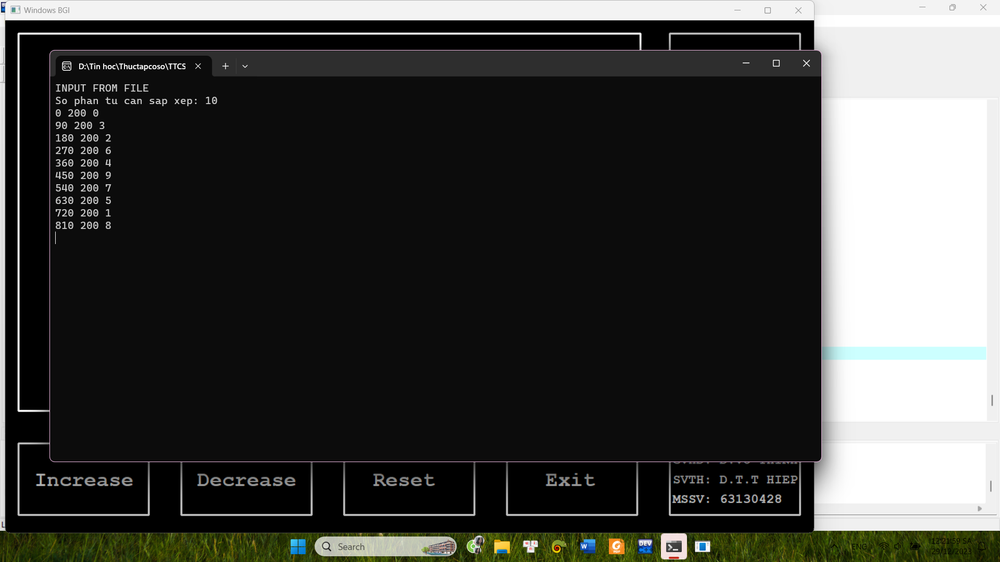 Windows BGI
D:\Tin hoc\Thuctapcoso\TTCS
INPUT FROM FILE
So phan tu can sap xep: 10
0 200 0
90 200 3
180 200 2
270 200 6
360 200 4
450 200 9
540 200 7
630 200 5
720 200 1
810 200 8
Increase
Decrease
Reset
Exit
SVTH: D.T.T HIEP
MSSV: 63130428
Search
DEV
C++
ENG
12:21:59 SA
29/12/2023